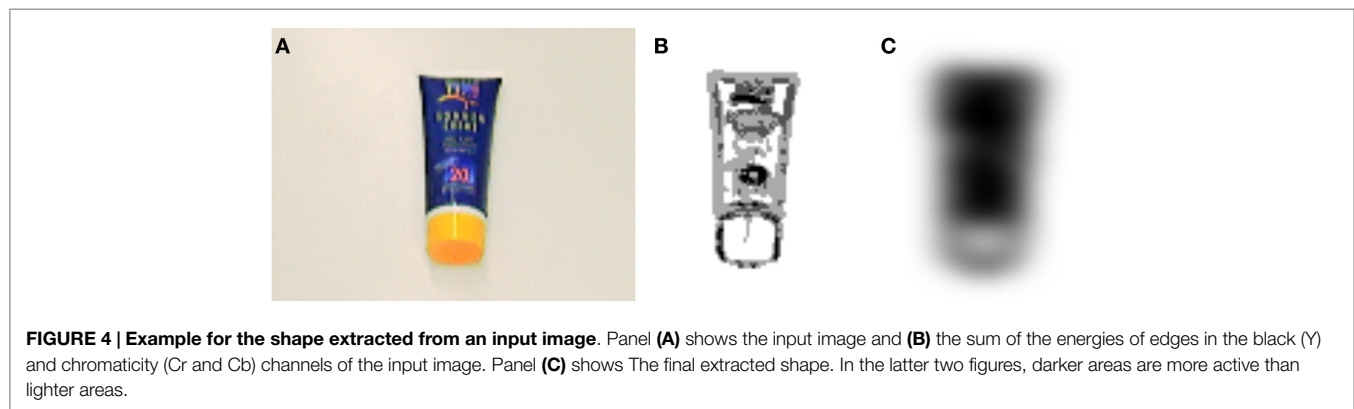 A
B
C
20
FIGURE 4 | Example for the shape extracted from an input image. Panel (A) shows the input image and (B) the sum of the energies of edges in the black (Y)
and chromaticity (Cr and Cb) channels of the input image. Panel (C) shows The final extracted shape. In the latter two figures, darker areas are more active than
lighter areas.